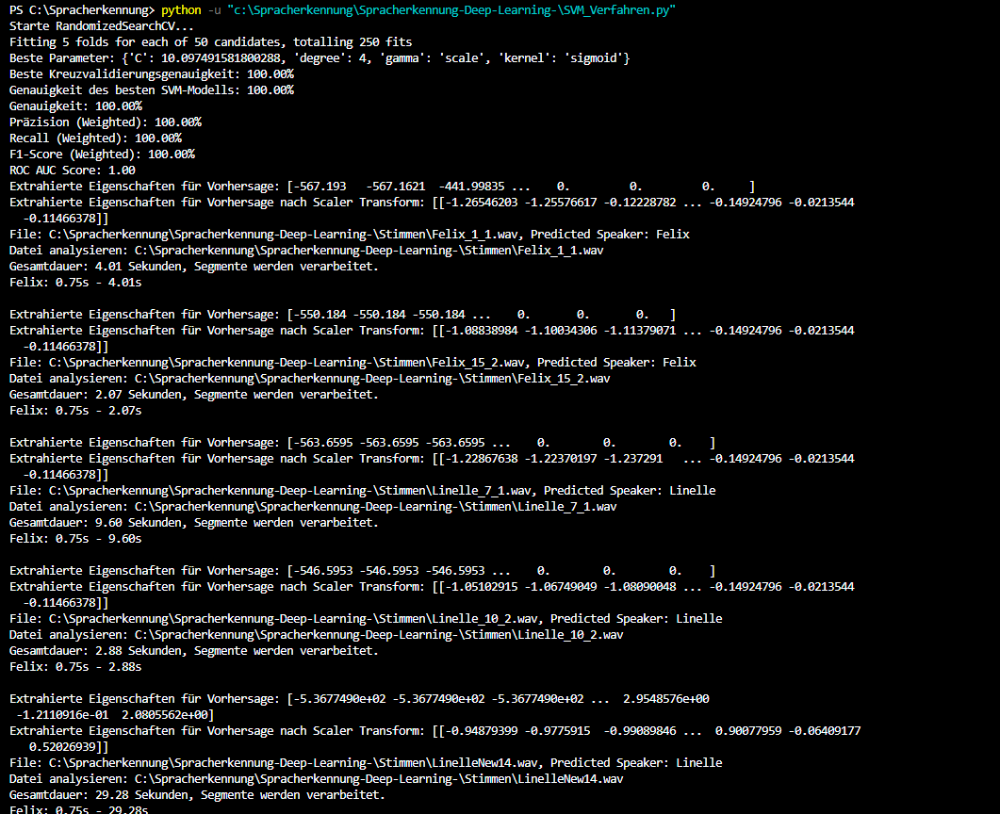 PS C:\Spracherkennung> python -u "c:\Spracherkennung\Spracherkennung-Deep-Learning-\SVM_Verfahren.py"
Starte RandomizedSearchCV...
Fitting 5 folds for each of 50 candidates, totalling 250 fits
Beste Parameter: {'C': 10.097491581800288, 'degree': 4, 'gamma': 'scale', 'kernel': 'sigmoid'}
Beste Kreuzvalidierungsgenauigkeit: 100.00%
Genauigkeit des besten SVM-Modells: 100.00%
Genauigkeit: 100.00%
Präzision (Weighted): 100.00%
Recall (Weighted): 100.00%
F1-Score (Weighted): 100.00%
ROC AUC Score: 1.00
Extrahierte Eigenschaften für Vorhersage: [-567.193   -567.1621  -441.99835 ...    0.         0.         0.     ]
Extrahierte Eigenschaften für Vorhersage nach Scaler Transform: [[-1.26546203 -1.25576617 -0.12228782 ... -0.14924796 -0.0213544
  -0.11466378]]
File: C:\Spracherkennung\Spracherkennung-Deep-Learning-\Stimmen\Felix_1_1.wav, Predicted Speaker: Felix
Datei analysieren: C:\Spracherkennung\Spracherkennung-Deep-Learning-\Stimmen\Felix_1_1.wav
Gesamtdauer: 4.01 Sekunden, Segmente werden verarbeitet.
Felix: 0.75s - 4.01s
Extrahierte Eigenschaften für Vorhersage: [-550.184 -550.184 -550.184 ...    0.       0.       0.   ]
Extrahierte Eigenschaften für Vorhersage nach Scaler Transform: [[-1.08838984 -1.10034306 -1.11379071 ... -0.14924796 -0.0213544
  -0.11466378]]
File: C:\Spracherkennung\Spracherkennung-Deep-Learning-\Stimmen\Felix_15_2.wav, Predicted Speaker: Felix
Datei analysieren: C:\Spracherkennung\Spracherkennung-Deep-Learning-\Stimmen\Felix_15_2.wav
Gesamtdauer: 2.07 Sekunden, Segmente werden verarbeitet.
Felix: 0.75s - 2.07s
Extrahierte Eigenschaften für Vorhersage: [-563.6595 -563.6595 -563.6595 ...    0.        0.        0.    ]
Extrahierte Eigenschaften für Vorhersage nach Scaler Transform: [[-1.22867638 -1.22370197 -1.237291   ... -0.14924796 -0.0213544
  -0.11466378]]
File: C:\Spracherkennung\Spracherkennung-Deep-Learning-\Stimmen\Linelle_7_1.wav, Predicted Speaker: Linelle
Datei analysieren: C:\Spracherkennung\Spracherkennung-Deep-Learning-\Stimmen\Linelle_7_1.wav
Gesamtdauer: 9.60 Sekunden, Segmente werden verarbeitet.
Felix: 0.75s - 9.60s
Extrahierte Eigenschaften für Vorhersage: [-546.5953 -546.5953 -546.5953 ...    0.        0.        0.    ]
Extrahierte Eigenschaften für Vorhersage nach Scaler Transform: [[-1.05102915 -1.06749049 -1.08090048 ... -0.14924796 -0.0213544
  -0.11466378]]
File: C:\Spracherkennung\Spracherkennung-Deep-Learning-\Stimmen\Linelle_10_2.wav, Predicted Speaker: Linelle
Datei analysieren: C:\Spracherkennung\Spracherkennung-Deep-Learning-\Stimmen\Linelle_10_2.wav
Gesamtdauer: 2.88 Sekunden, Segmente werden verarbeitet.
Felix: 0.75s - 2.88s
Extrahierte Eigenschaften für Vorhersage: [-5.3677490e+02 -5.3677490e+02 -5.3677490e+02 ...  2.9548576e+00
 -1.2110916e-01  2.0805562e+00]
Extrahierte Eigenschaften für Vorhersage nach Scaler Transform: [[-0.94879399 -0.9775915  -0.99089846 ...  0.90077959 -0.06409177
   0.52026939]]
File: C:\Spracherkennung\Spracherkennung-Deep-Learning-\Stimmen\LinelleNew14.wav, Predicted Speaker: Linelle
Datei analysieren: C:\Spracherkennung\Spracherkennung-Deep-Learning-\Stimmen\LinelleNew14.wav
Gesamtdauer: 29.28 Sekunden, Segmente werden verarbeitet.
Felix: 0.75s - 29.28s